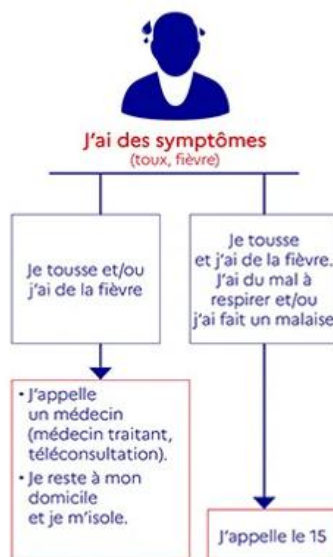 J'ai des symptômes
(toux, fièvre)
Je tousse et/ou
j'ai de la fièvre
Je tousse
et j'ai de la fièvre.
J'ai du mal à
respirer et/ou
j'ai fait un malaise
• J'appelle
un médecin
(médecin traitant,
téléconsultation).
• Je reste à mon
domicile
et je m'isole.
J'appelle le 15